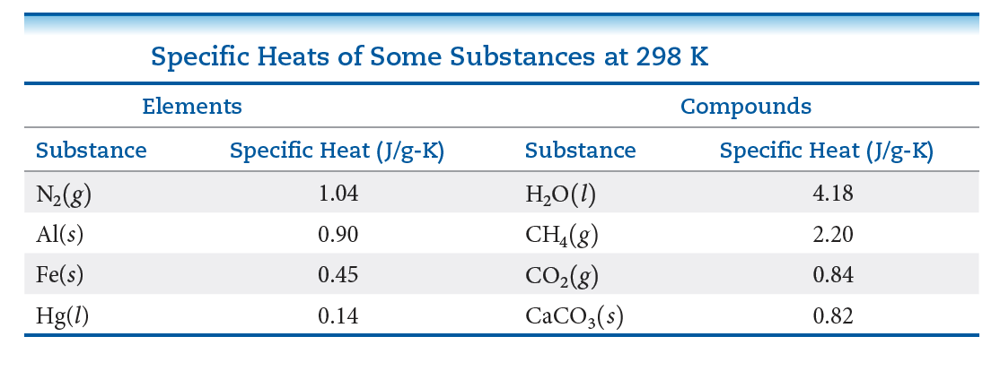 Specific Heats of Some Substances at 298 K
Elements Compounds
Substance Specific Heat (J/g-K) Substance Specific Heat (J/g-K)
N₂(g) 1.04 H₂O(l) 4.18
Al(s) 0.90 CH₄(g) 2.20
Fe(s) 0.45 CO₂(g) 0.84
Hg(l) 0.14 CaCO₃(s) 0.82